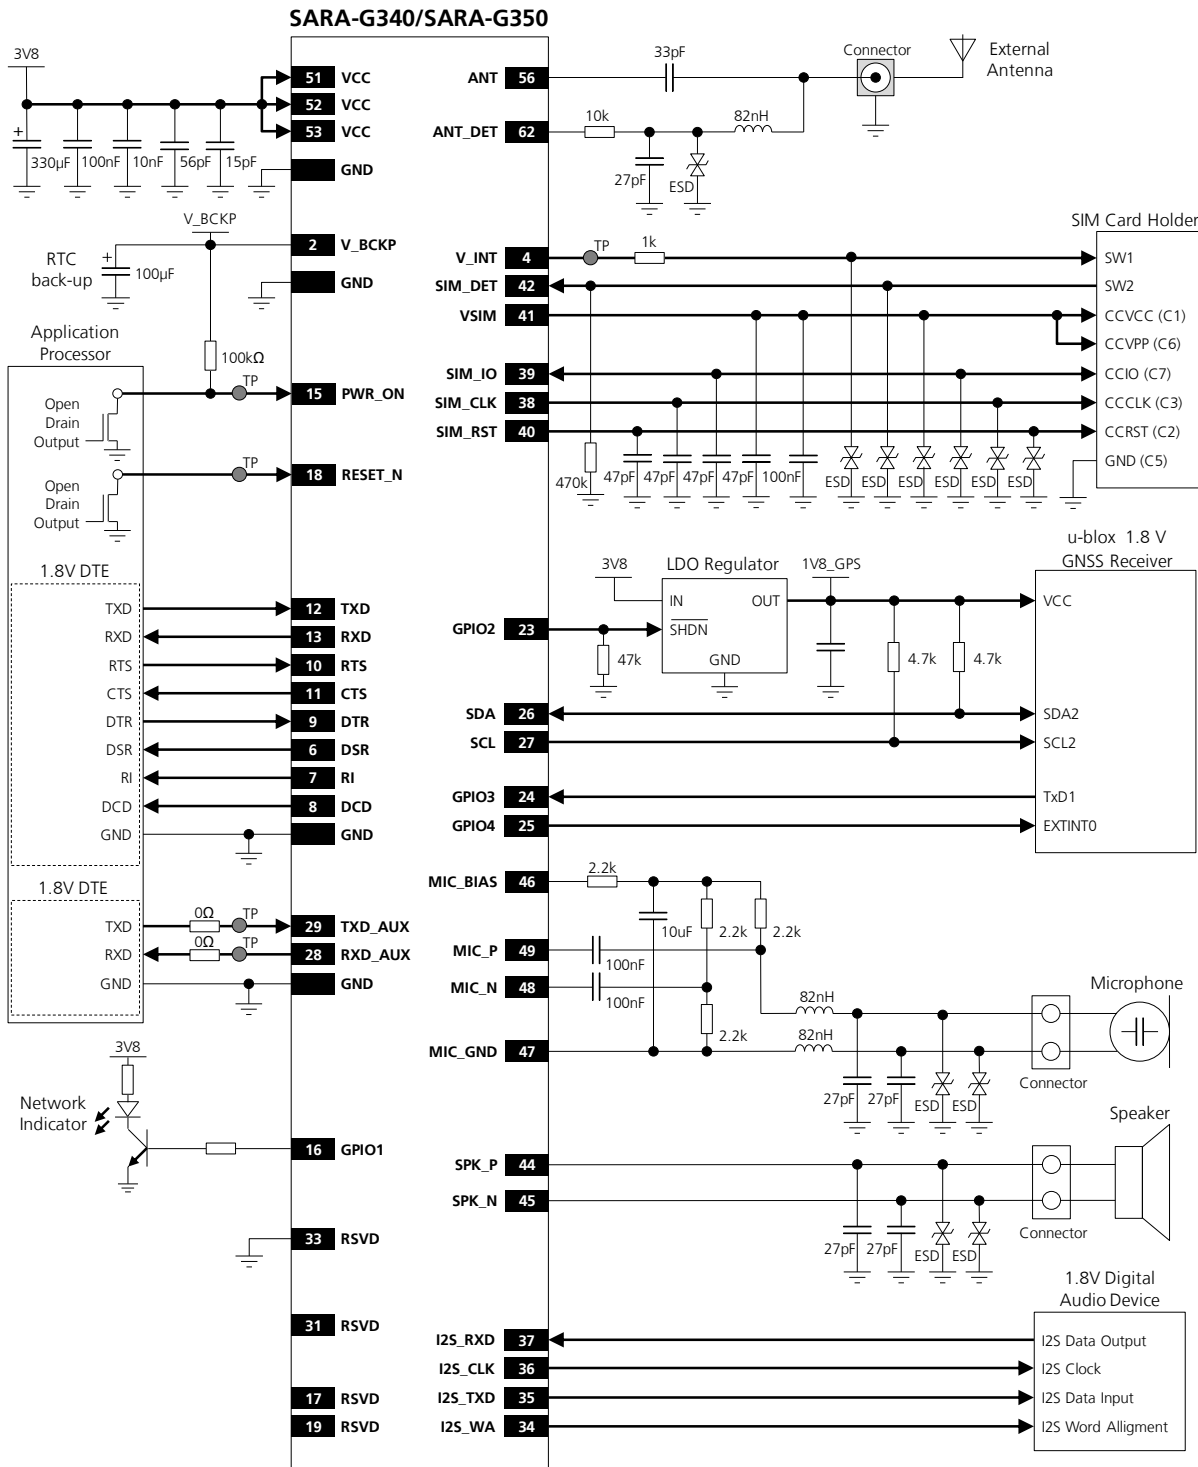 SARA-G340/SARA-G350
3V8
51 VCC
52 VCC
53 VCC
GND
+
330µF 100nF 10nF 56pF 15pF
V_BCKP
2 V_BCKP
GND
RTC
back-up
+
100µF
Application
Processor
100kΩ
TP
15 PWR_ON
Open
Drain
Output
TP
18 RESET_N
Open
Drain
Output
1.8V DTE
TXD 12 TXD
RXD 13 RXD
RTS 10 RTS
CTS 11 CTS
DTR 9 DTR
DSR 6 DSR
RI 7 RI
DCD 8 DCD
GND GND
1.8V DTE
TXD 0Ω TP 29 TXD_AUX
RXD 0Ω TP 28 RXD_AUX
GND GND
3V8
Network
Indicator
16 GPIO1
33 RSVD
31 RSVD
17 RSVD
19 RSVD
ANT 56
33pF
Connector
External
Antenna
ANT_DET 62
10k
82nH
27pF
ESD
SIM Card Holder
V_INT 4 TP 1k SW1
SIM_DET 42 SW2
VSIM 41 CCVCC (C1)
CCVPP (C6)
SIM_IO 39 CCIO (C7)
SIM_CLK 38 CCCLK (C3)
SIM_RST 40 CCRST (C2)
GND (C5)
470k 47pF 47pF 47pF 47pF 100nF ESD ESD ESD ESD ESD ESD
u-blox 1.8 V
GNSS Receiver
3V8
LDO Regulator
1V8_GPS
IN OUT
VCC
GPIO2 23
SHDN
GND
47k
4.7k
4.7k
SDA 26 SDA2
SCL 27 SCL2
GPIO3 24 TxD1
GPIO4 25 EXTINT0
MIC_BIAS 46
2.2k
10uF
2.2k
2.2k
MIC_P 49
100nF
MIC_N 48
100nF
82nH
Microphone
2.2k
82nH
MIC_GND 47
27pF 27pF ESD ESD
Connector
Speaker
SPK_P 44
SPK_N 45
27pF 27pF ESD ESD
Connector
1.8V Digital
Audio Device
I2S_RXD 37 I2S Data Output
I2S_CLK 36 I2S Clock
I2S_TXD 35 I2S Data Input
I2S_WA 34 I2S Word Alligment